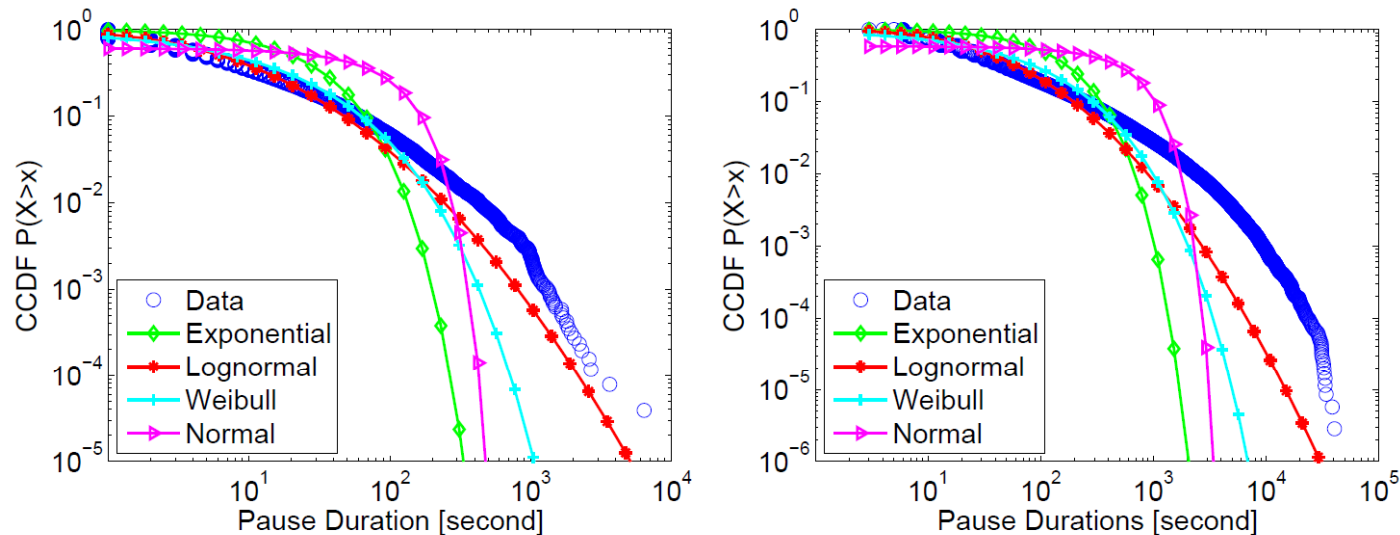 CCDF P(X>x)
10^0
10^-1
10^-2
10^-3
10^-4
10^-5
Data
Exponential
Lognormal
Weibull
Normal
10^1 10^2 10^3 10^4
Pause Duration [second]
CCDF P(X>x)
10^0
10^-1
10^-2
10^-3
10^-4
10^-5
10^-6
Data
Exponential
Lognormal
Weibull
Normal
10^1 10^2 10^3 10^4 10^5
Pause Durations [second]